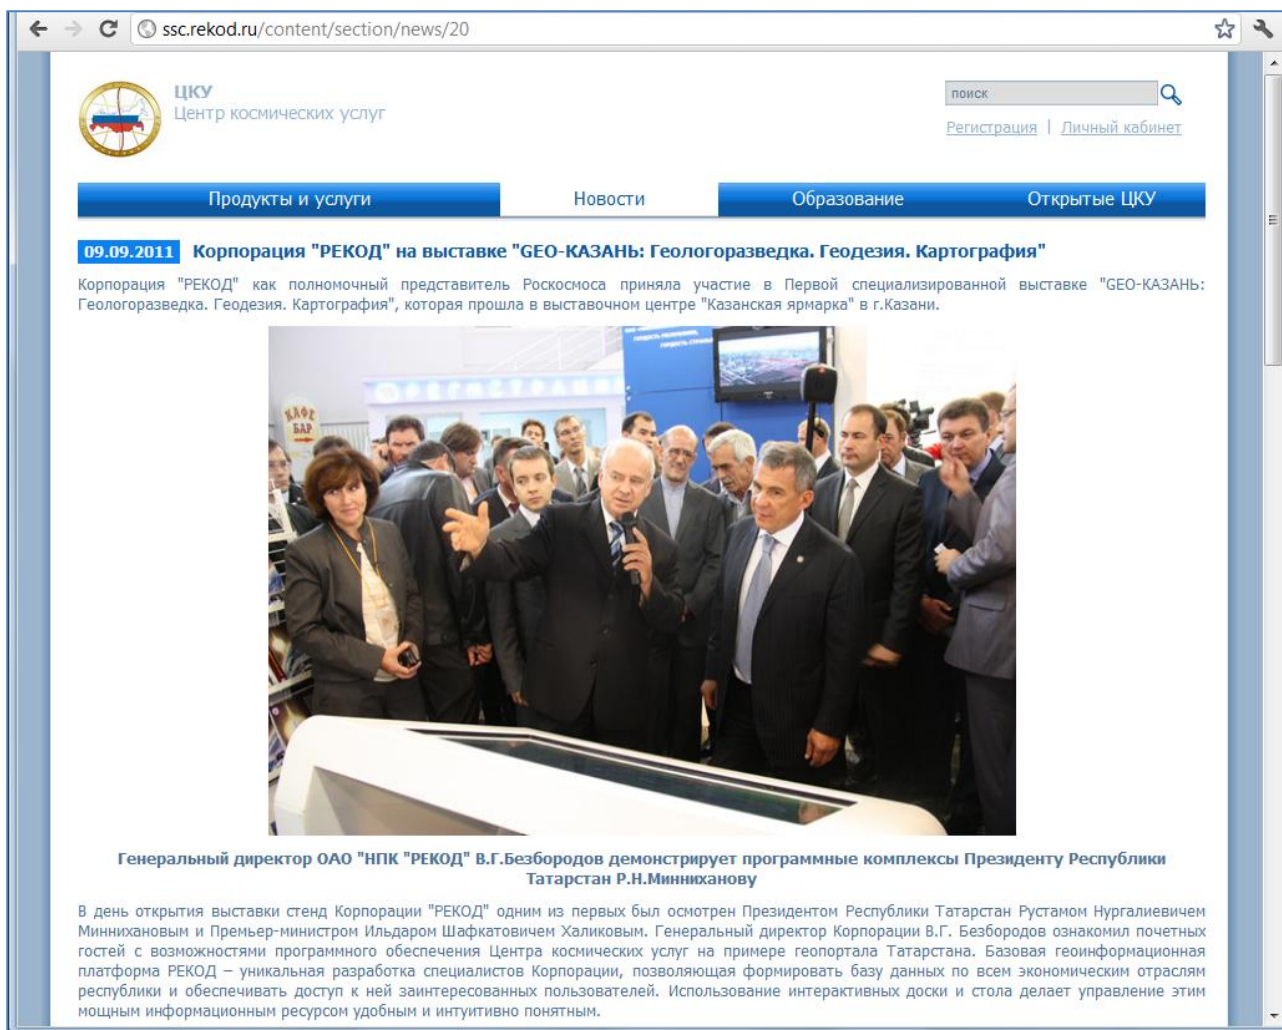 ssc.rekod.ru/content/section/news/20
ЦКУ
Центр космических услуг
поиск
Регистрация | Личный кабинет
Продукты и услуги Новости Образование Открытые ЦКУ
09.09.2011 Корпорация "РЕКОД" на выставке "GEO-КАЗАНЬ: Геологоразведка. Геодезия. Картография"
Корпорация "РЕКОД" как полномочный представитель Роскосмоса приняла участие в Первой специализированной выставке "GEO-КАЗАНЬ:
Геологоразведка. Геодезия. Картография", которая прошла в выставочном центре "Казанская ярмарка" в г.Казани.
ГОРДОСТЬ РЕСПУБЛИКИ,
ГОРДОСТЬ СТРАНЫ
КАФЕ
БАР
Генеральный директор ОАО "НПК "РЕКОД" В.Г.Безбородов демонстрирует программные комплексы Президенту Республики
Татарстан Р.Н.Минниханову
В день открытия выставки стенд Корпорации "РЕКОД" одним из первых был осмотрен Президентом Республики Татарстан Рустамом Нургалиевичем
Миннихановым и Премьер-министром Ильдаром Шафкатовичем Халиковым. Генеральный директор Корпорации В.Г. Безбородов ознакомил почетных
гостей с возможностями программного обеспечения Центра космических услуг на примере геопортала Татарстана. Базовая геоинформационная
платформа РЕКОД – уникальная разработка специалистов Корпорации, позволяющая формировать базу данных по всем экономическим отраслям
республики и обеспечивать доступ к ней заинтересованных пользователей. Использование интерактивных доски и стола делает управление этим
мощным информационным ресурсом удобным и интуитивно понятным.